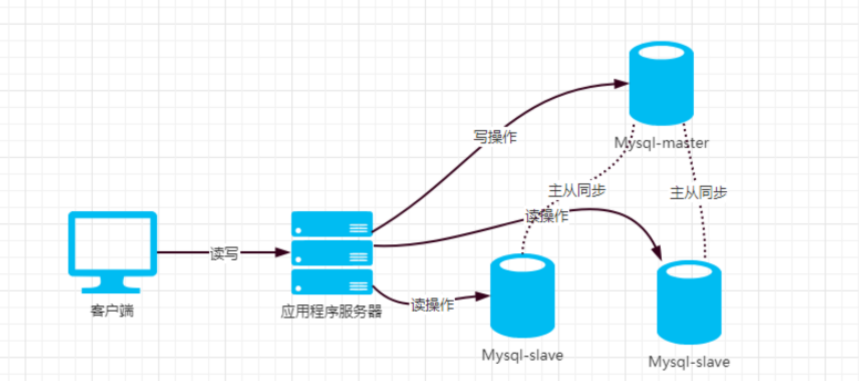 写操作
Mysql-master
主从同步
主从同步
读操作
读写
读操作
客户端
应用程序服务器
Mysql-slave
Mysql-slave